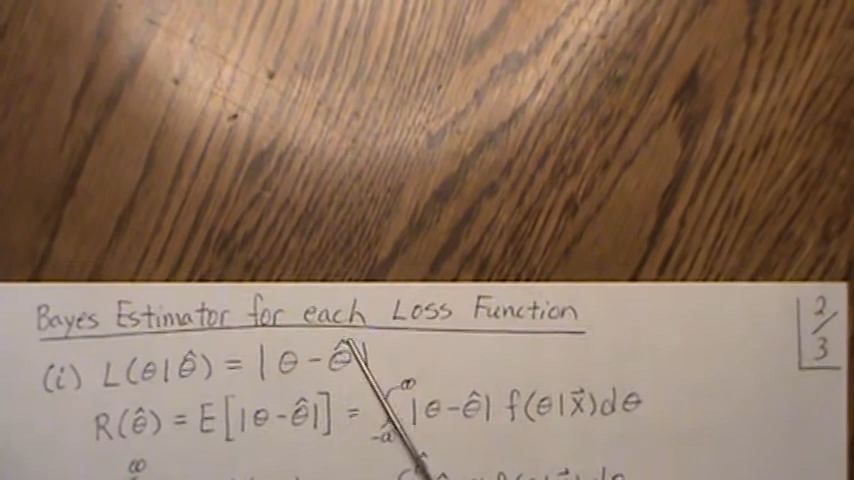 Bayes Estimator for each Loss Function
2/3
(i) L(θ|θ̂) = |θ - θ̂|
R(θ̂) = E[|θ-θ̂|] = ∫_{-∞}^{∞} |θ-θ̂| f(θ|x⃗)dθ